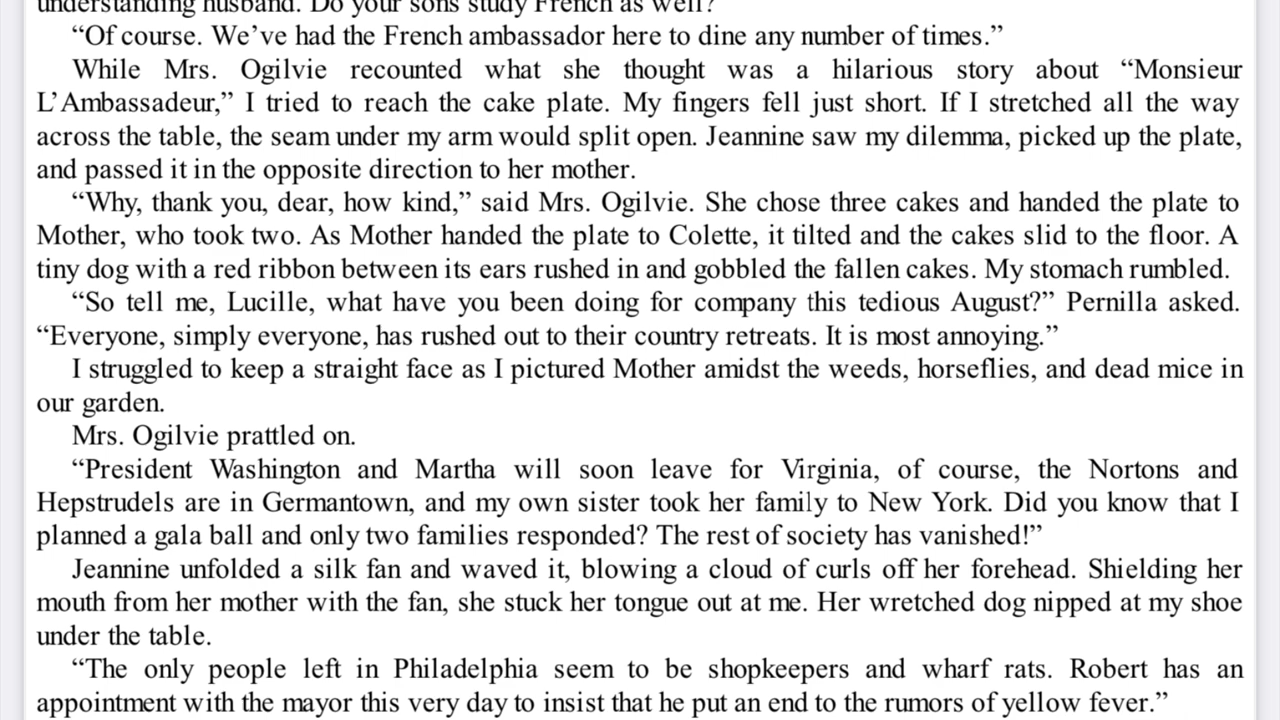 understanding husband. Do your sons study French as well?
“Of course. We’ve had the French ambassador here to dine any number of times.”
While Mrs. Ogilvie recounted what she thought was a hilarious story about “Monsieur
L’Ambassadeur,” I tried to reach the cake plate. My fingers fell just short. If I stretched all the way
across the table, the seam under my arm would split open. Jeannine saw my dilemma, picked up the plate,
and passed it in the opposite direction to her mother.
“Why, thank you, dear, how kind,” said Mrs. Ogilvie. She chose three cakes and handed the plate to
Mother, who took two. As Mother handed the plate to Colette, it tilted and the cakes slid to the floor. A
tiny dog with a red ribbon between its ears rushed in and gobbled the fallen cakes. My stomach rumbled.
“So tell me, Lucille, what have you been doing for company this tedious August?” Pernilla asked.
“Everyone, simply everyone, has rushed out to their country retreats. It is most annoying.”
I struggled to keep a straight face as I pictured Mother amidst the weeds, horseflies, and dead mice in
our garden.
Mrs. Ogilvie prattled on.
“President Washington and Martha will soon leave for Virginia, of course, the Nortons and
Hepstrudels are in Germantown, and my own sister took her family to New York. Did you know that I
planned a gala ball and only two families responded? The rest of society has vanished!”
Jeannine unfolded a silk fan and waved it, blowing a cloud of curls off her forehead. Shielding her
mouth from her mother with the fan, she stuck her tongue out at me. Her wretched dog nipped at my shoe
under the table.
“The only people left in Philadelphia seem to be shopkeepers and wharf rats. Robert has an
appointment with the mayor this very day to insist that he put an end to the rumors of yellow fever.”